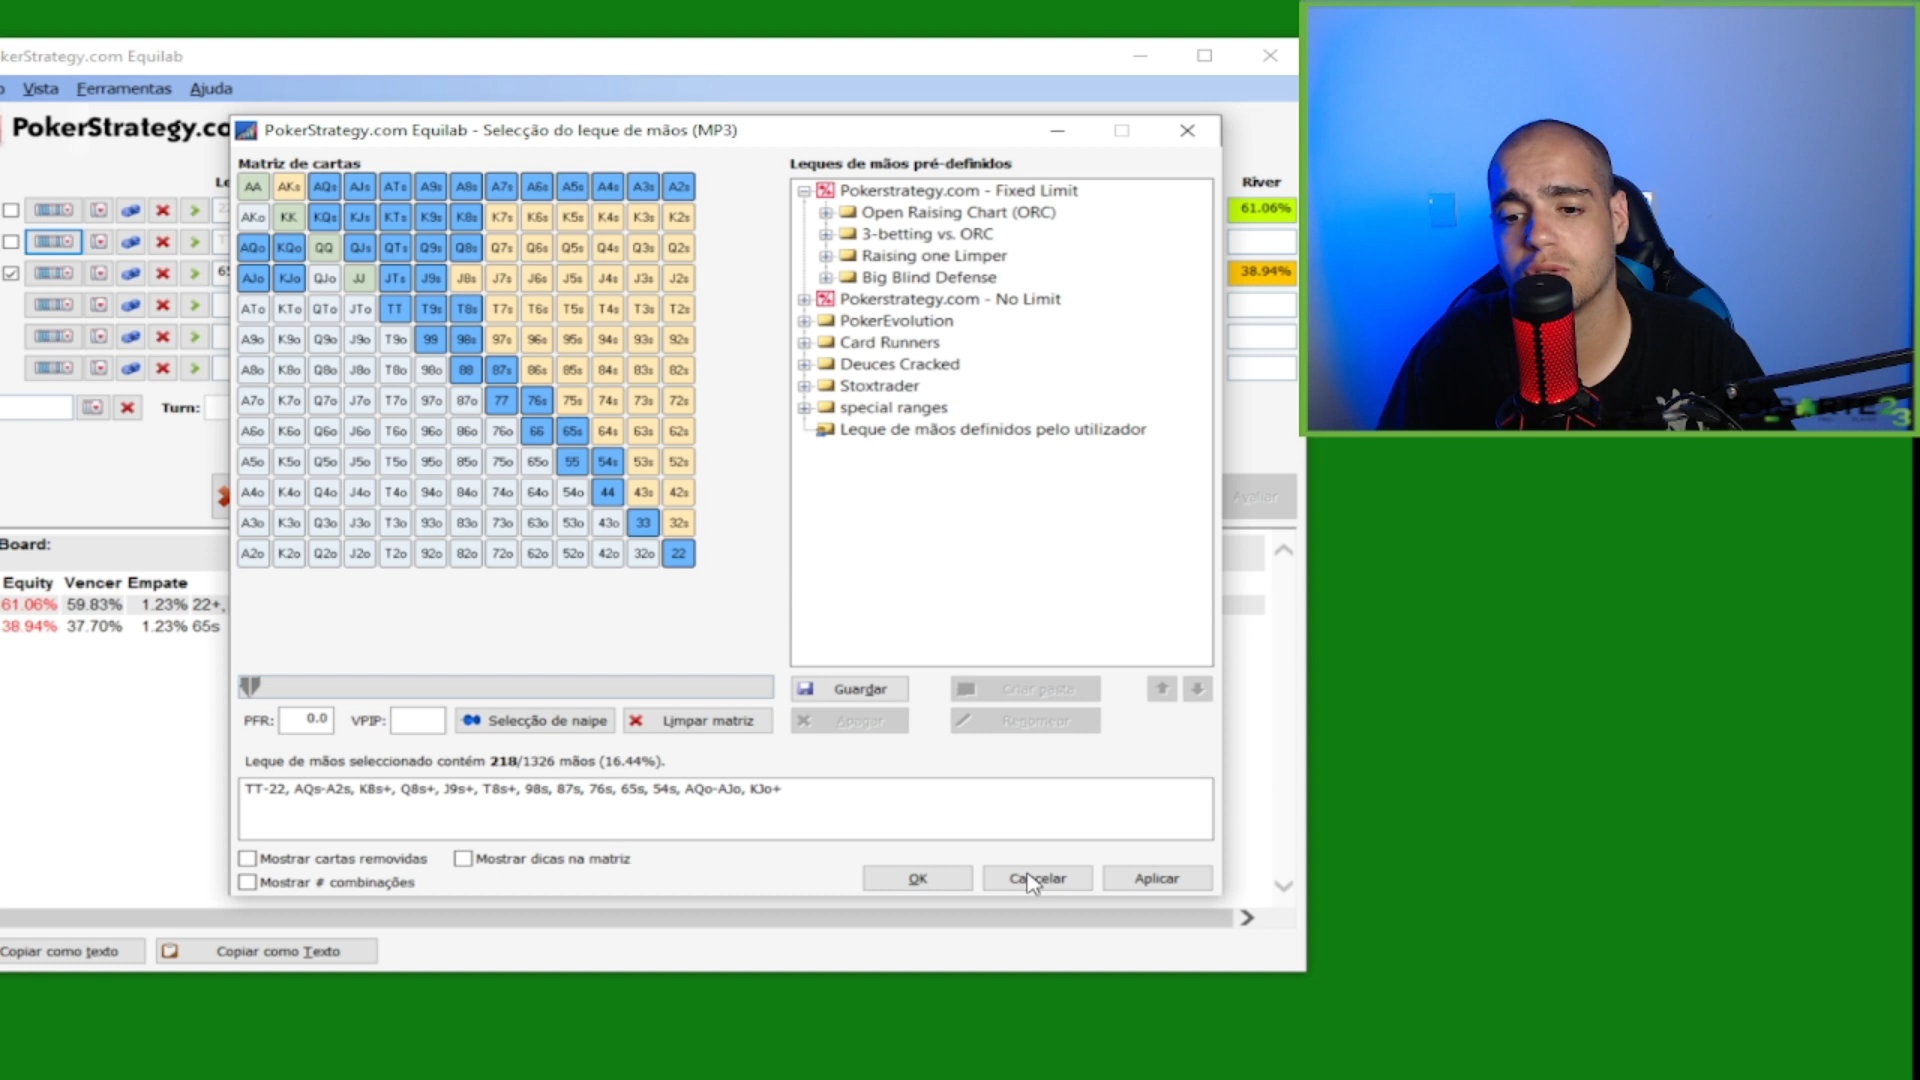 kerStrategy.com Equilab
Vista Ferramentas Ajuda
PokerStrategy.co
PokerStrategy.com Equilab - Selecção do leque de mãos (MP3)
Matriz de cartas
Leques de mãos pré-definidos
River
61.06%
38.94%
Turn:
Avaliar
AA AKs AQs AJs ATs A9s A8s A7s A6s A5s A4s A3s A2s
AKo KK KQs KJs KTs K9s K8s K7s K6s K5s K4s K3s K2s
AQo KQo QQ QJs QTs Q9s Q8s Q7s Q6s Q5s Q4s Q3s Q2s
AJo KJo QJo JJ JTs J9s J8s J7s J6s J5s J4s J3s J2s
ATo KTo QTo JTo TT T9s T8s T7s T6s T5s T4s T3s T2s
A9o K9o Q9o J9o T9o 99 98s 97s 96s 95s 94s 93s 92s
A8o K8o Q8o J8o T8o 98o 88 87s 86s 85s 84s 83s 82s
A7o K7o Q7o J7o T7o 97o 87o 77 76s 75s 74s 73s 72s
A6o K6o Q6o J6o T6o 96o 86o 76o 66 65s 64s 63s 62s
A5o K5o Q5o J5o T5o 95o 85o 75o 65o 55 54s 53s 52s
A4o K4o Q4o J4o T4o 94o 84o 74o 64o 54o 44 43s 42s
A3o K3o Q3o J3o T3o 93o 83o 73o 63o 53o 43o 33 32s
A2o K2o Q2o J2o T2o 92o 82o 72o 62o 52o 42o 32o 22
Pokerstrategy.com - Fixed Limit
Open Raising Chart (ORC)
3-betting vs. ORC
Raising one Limper
Big Blind Defense
Pokerstrategy.com - No Limit
PokerEvolution
Card Runners
Deuces Cracked
Stoxtrader
special ranges
Leque de mãos definidos pelo utilizador
Board:
Equity Vencer Empate
61.06% 59.83% 1.23% 22+,
38.94% 37.70% 1.23% 65s
Guardar Criar pasta
Apagar Renomear
PFR: 0.0 VPIP: Selecção de naipe Limpar matriz
Leque de mãos seleccionado contém 218/1326 mãos (16.44%).
TT-22, AQs-A2s, K8s+, Q8s+, J9s+, T8s+, 98s, 87s, 76s, 65s, 54s, AQo-AJo, KJo+
Mostrar cartas removidas Mostrar dicas na matriz
Mostrar # combinações
OK Cancelar Aplicar
Copiar como texto Copiar como Texto